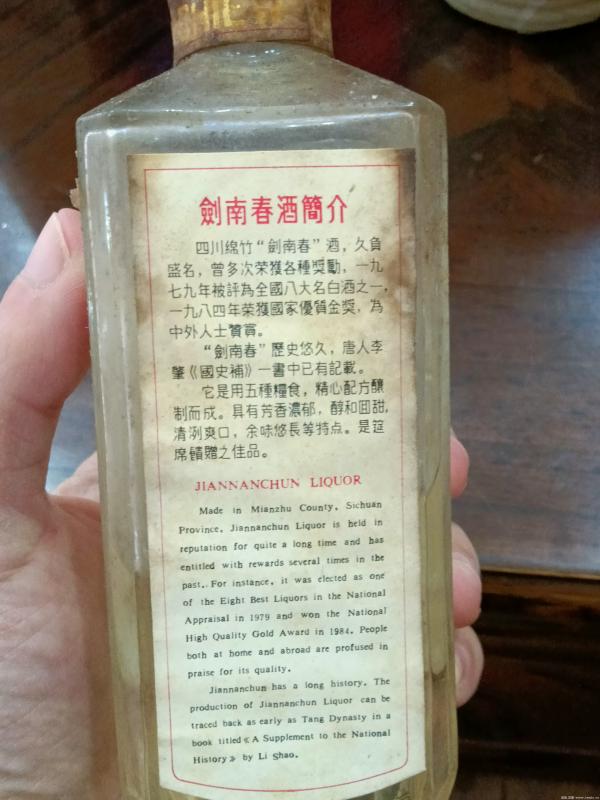 劍南春酒簡介
四川綿竹“劍南春”酒，久負
盛名，曾多次荣獲各種獎勵，一九
七九年被評為全國八大名白酒之一，
一九八四年荣獲國家優質金獎，為
中外人士贊賞。
“劍南春”歷史悠久，唐人李
肇《國史補》一書中已有記載。
它是用五種糧食，精心配方釀
制而成。具有芳香濃郁，醇和囬甜，
清洌爽口，余味悠長等特点。是筵
席饋贈之佳品。
JIANNANCHUN LIQUOR
Made in Mianzhu County, Sichuan
Province, Jiannanchun Liquor is held in
reputation for quite a long time and has
entitled with rewards several times in the
past. For instance, it was elected as one
of the Eight Best Liquors in the National
Appraisal in 1979 and won the National
High Quality Gold Award in 1984. People
both at home and abroad are profused in
praise for its quality.
Jiannanchun has a long history. The
production of Jiannanchun Liquor can be
traced back as early as Tang Dynasty in a
book titled《A Supplement to the National
History》by Li Shao.